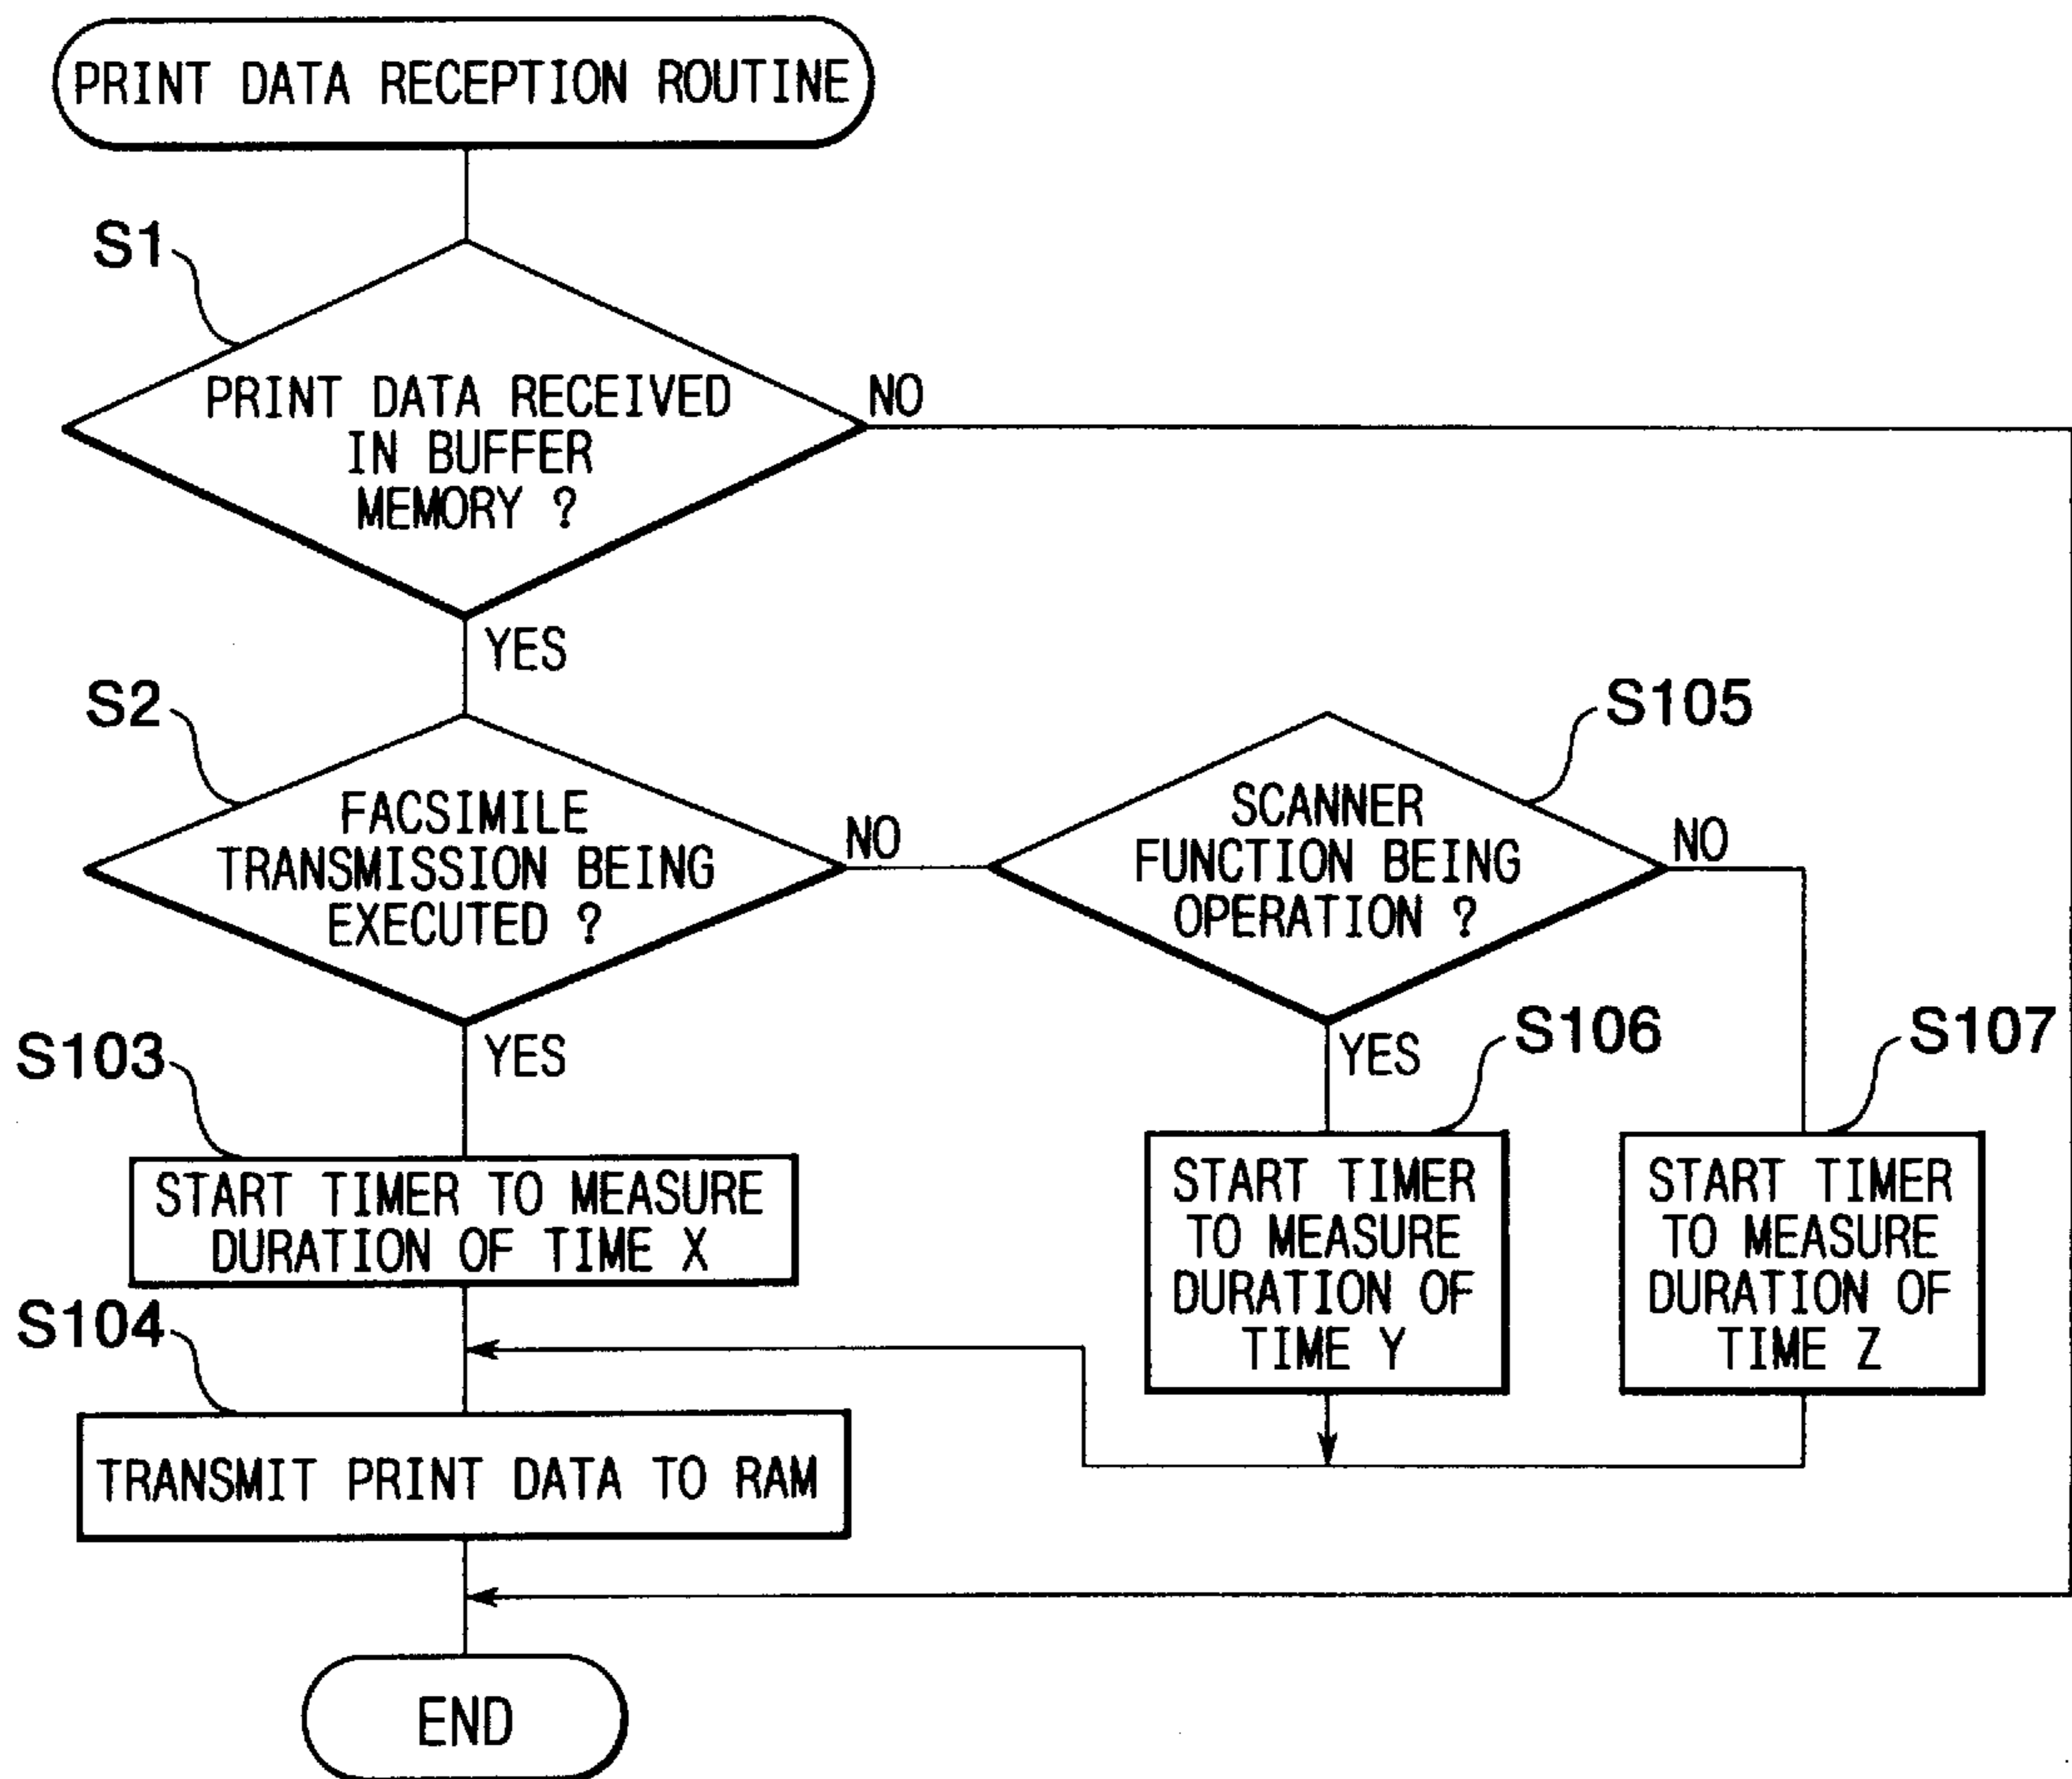 PRINT DATA RECEPTION ROUTINE
S1
PRINT DATA RECEIVED
IN BUFFER
MEMORY ?
NO
YES
S2
FACSIMILE
TRANSMISSION BEING
EXECUTED ?
NO
YES
S105
SCANNER
FUNCTION BEING
OPERATION ?
NO
YES
S103
START TIMER TO MEASURE
DURATION OF TIME X
S106
START TIMER
TO MEASURE
DURATION OF
TIME Y
S107
START TIMER
TO MEASURE
DURATION OF
TIME Z
S104
TRANSMIT PRINT DATA TO RAM
END